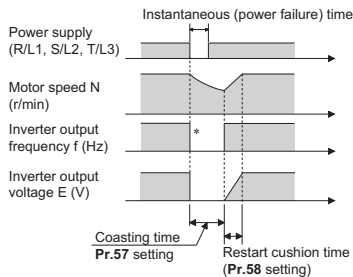 Instantaneous (power failure) time
Power supply
(R/L1, S/L2, T/L3)
Motor speed N
(r/min)
Inverter output
frequency f (Hz)
*
Inverter output
voltage E (V)
Coasting time
Pr.57 setting
Restart cushion time
(Pr.58 setting)